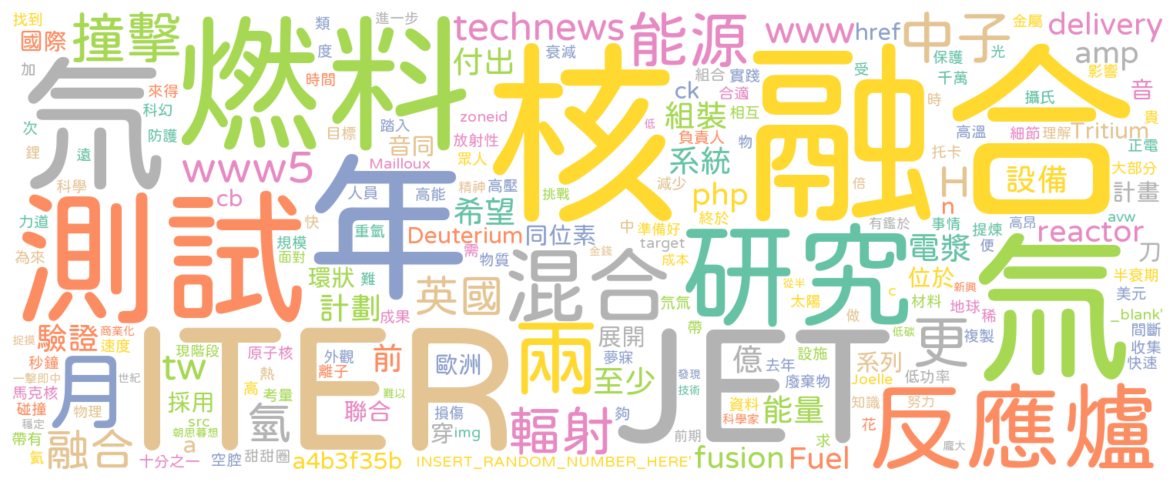 找到
國際
撞擊
燃料
類
度
進一步
衰減
technews
付出
能源
www
href
中子
金屬
光
保護
delivery
amp
影響
加
氘
來得
科幻
時間
實踐
組合
ck
合適
千萬
受
攝氏
音
次
防護
踏入
目標
音同
zoneid
放射性
眾人
組裝
相互
低
負責人
核融合
時
高溫
細節
理解
Tritium
貴
正電
鋰
遠
科學
www5
cb
Mailloux
人員
高能
精神
高壓
系統
挑戰
減少
物
php
倍
托卡
H
n
設備
大部分
計畫
力道
為來
測試
年
快
重氫
希望
Deuterium
同位素
中
準備好
終於
有鑑於
事情
提煉
高昂
avw
便
reactor
規模
面對
環狀
難
需
物質
金錢
target
成本
研究
電漿
刀
計劃
成果
英國
混合
氘氚
從半
太陽
c
位於
新興
材料
半衰期
美元
氚
地球
稀
_blank'
驗證
商業化
速度
捉摸
秒鐘
現階段
原子核
外觀
離子
前
歐洲
展開
夢寐
帶
做
低碳
億
去年
設施
更
複製
間斷
收集
快速
一擊即中
世紀
tw
熱
高
考量
難以
兩
至少
發現
技術
系列
Joelle
低功率
馬克核
碰撞
月
物理
採用
ITER
聯合
損傷
夠
JET
廢棄物
資料
能量
知識
努力
反應爐
穩定
帶有
src
朝思暮想
氫
穿
img
輻射
前期
科學家
求
花
龐大
氦
融合
a
十分之一
空腔
甜甜圈
a4b3f35b
INSERT_RANDOM_NUMBER_HERE'
fusion
Fuel